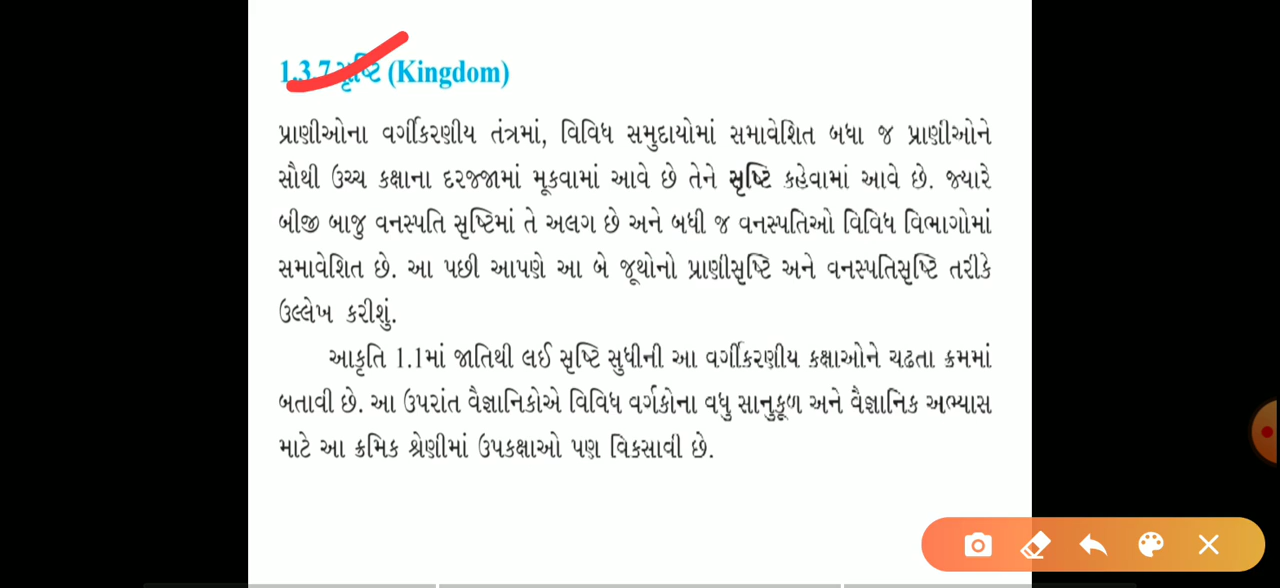 1.3.7 સૃષ્ટિ (Kingdom)
પ્રાણીઓના વર્ગીકરણીય તંત્રમાં, વિવિધ સમુદાયોમાં સમાવેશિત બધા જ પ્રાણીઓને
સૌથી ઉચ્ચ કક્ષાના દરજ્જામાં મૂકવામાં આવે છે તેને સૃષ્ટિ કહેવામાં આવે છે. જ્યારે
બીજી બાજુ વનસ્પતિ સૃષ્ટિમાં તે અલગ છે અને બધી જ વનસ્પતિઓ વિવિધ વિભાગોમાં
સમાવેશિત છે. આ પછી આપણે આ બે જૂથોનો પ્રાણીસૃષ્ટિ અને વનસ્પતિસૃષ્ટિ તરીકે
ઉલ્લેખ કરીશું.
આકૃતિ 1.1માં જાતિથી લઈ સૃષ્ટિ સુધીની આ વર્ગીકરણીય કક્ષાઓને ચઢતા ક્રમમાં
બતાવી છે. આ ઉપરાંત વૈજ્ઞાનિકોએ વિવિધ વર્ગકોના વધુ સાનુકૂળ અને વૈજ્ઞાનિક અભ્યાસ
માટે આ ક્રમિક શ્રેણીમાં ઉપકક્ષાઓ પણ વિકસાવી છે.